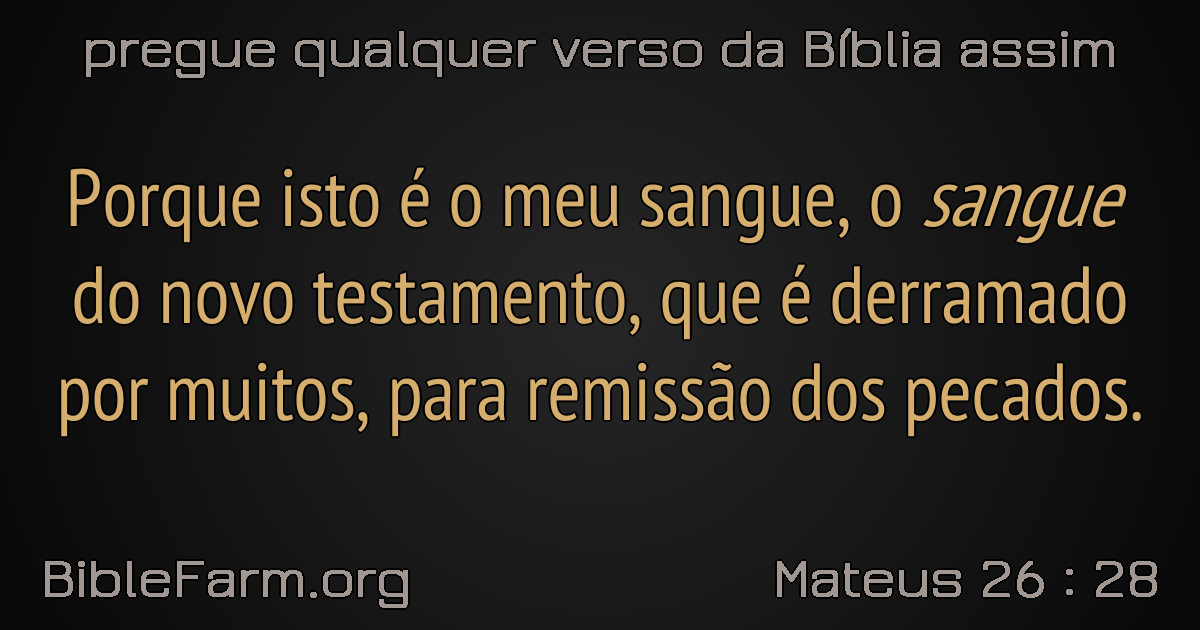 pregue qualquer verso da Bíblia assim
Porque isto é o meu sangue, o sangue
do novo testamento, que é derramado
por muitos, para remissão dos pecados.
BibleFarm.org
Mateus 26 : 28